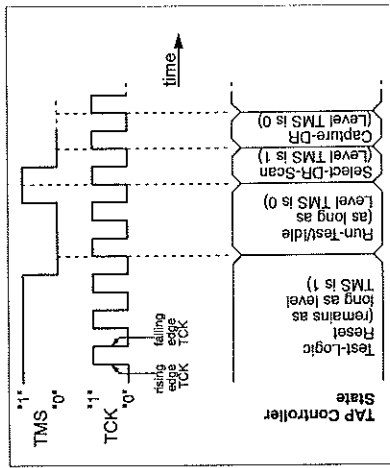 "1"
TMS
"0"
"1"
TCK
"0"
rising
edge
TCK
falling
edge
TCK
time
TAP Controller
State
Test-Logic
Reset
(remains as
long as level
TMS is 1)
Run-Test/Idle
(as long as
Level TMS is 0)
Select-DR-Scan
(Level TMS is 1)
Capture-DR
(Level TMS is 0)